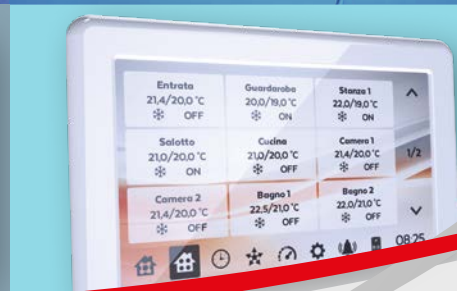 Entrata
21,4/20,0 °C
OFF
Guardaroba
20,0/19,0 °C
ON
Stanza 1
22,0/19,0 °C
ON
Salotto
21,0/20,0 °C
ON
Cucina
21,0/20,0 °C
ON
Camera 1
21,4/20,0 °C
OFF
1/2
Camera 2
21,4/20,0 °C
OFF
Bagno 1
22,5/21,0 °C
OFF
Bagno 2
22,0/21,0 °C
OFF
08:25